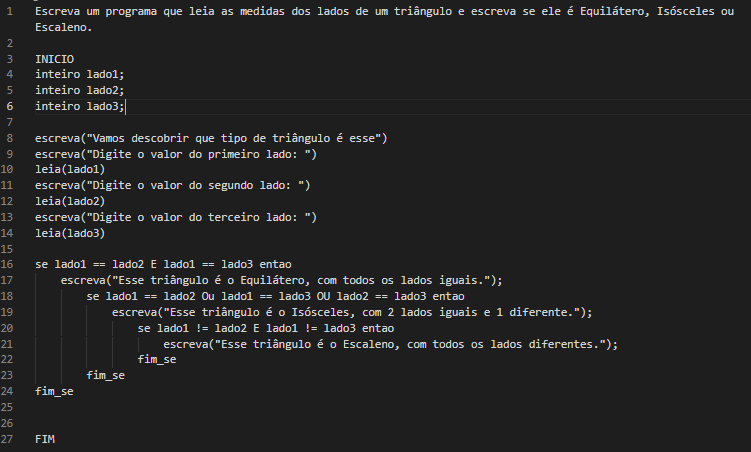 1 Escreva um programa que leia as medidas dos lados de um triângulo e escreva se ele é Equilátero, Isósceles ou
Escaleno.
2
3 INICIO
4 inteiro lado1;
5 inteiro lado2;
6 inteiro lado3;
7
8 escreva("Vamos descobrir que tipo de triângulo é esse")
9 escreva("Digite o valor do primeiro lado: ")
10 leia(lado1)
11 escreva("Digite o valor do segundo lado: ")
12 leia(lado2)
13 escreva("Digite o valor do terceiro lado: ")
14 leia(lado3)
15
16 se lado1 == lado2 E lado1 == lado3 entao
17 escreva("Esse triângulo é o Equilátero, com todos os lados iguais.");
18 se lado1 == lado2 Ou lado1 == lado3 OU lado2 == lado3 entao
19 escreva("Esse triângulo é o Isósceles, com 2 lados iguais e 1 diferente.");
20 se lado1 != lado2 E lado1 != lado3 entao
21 escreva("Esse triângulo é o Escaleno, com todos os lados diferentes.");
22 fim_se
23 fim_se
24 fim_se
25
26
27 FIM